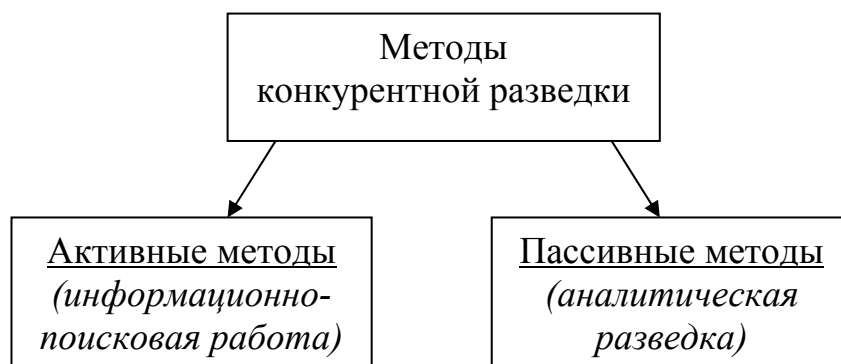 Методы
конкурентной разведки
Активные методы
(информационно-
поисковая работа)
Пассивные методы
(аналитическая
разведка)